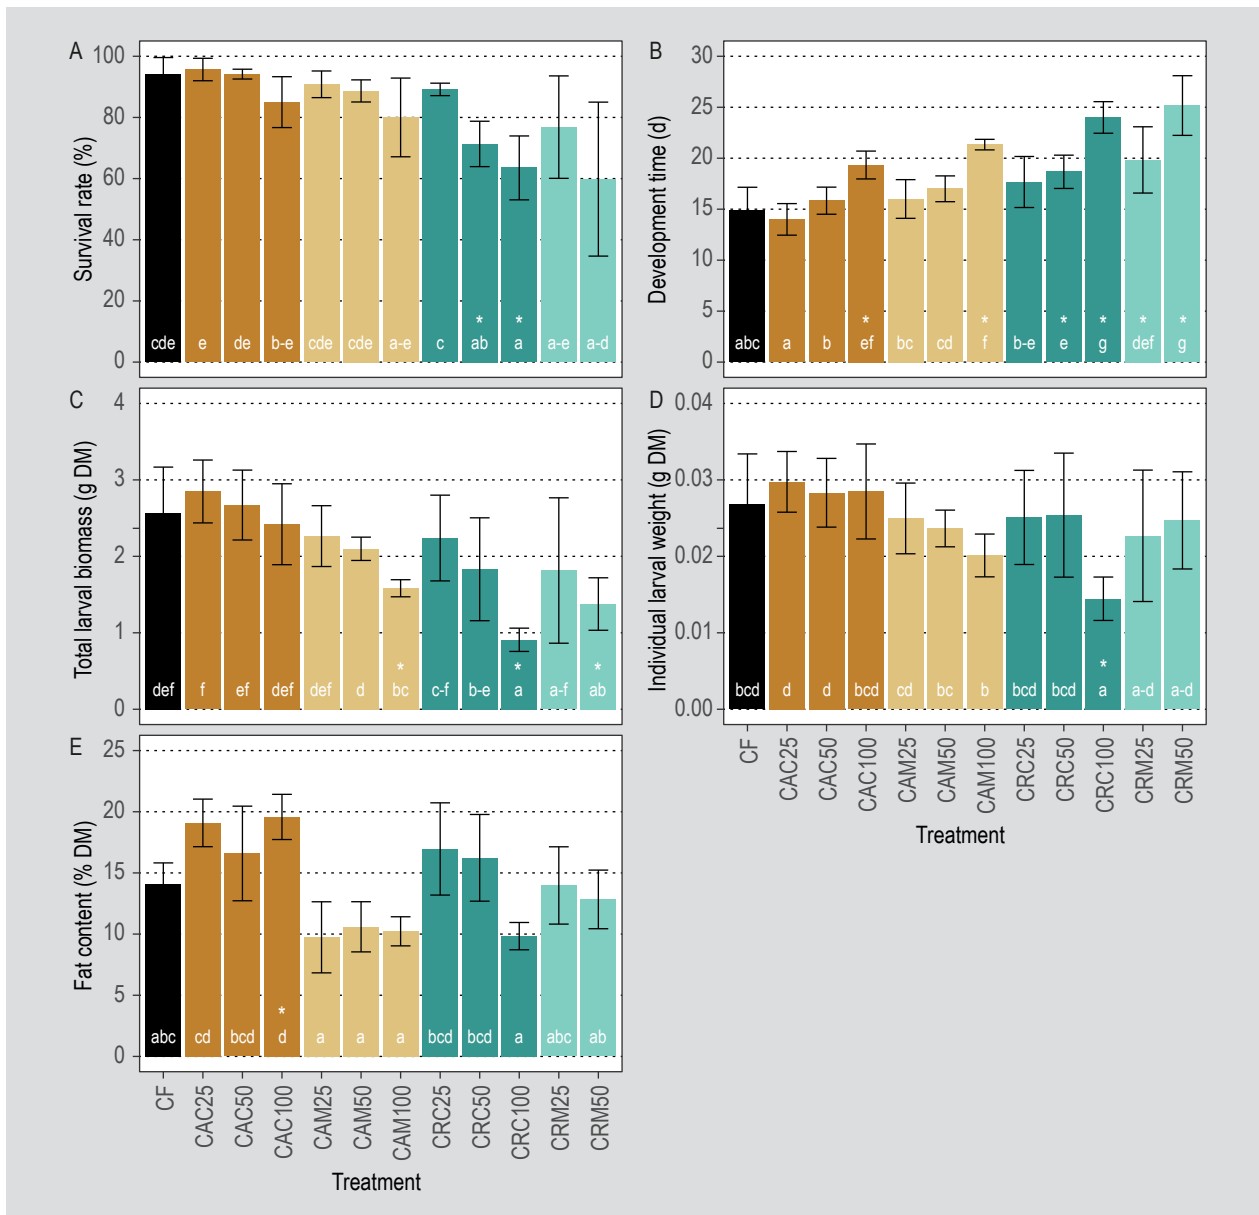 A
Survival rate (%)
100
80
60
40
20
0
* *
cde e de b-e cde cde a-e c ab a a-e a-d
B
Development time (d)
30
25
20
15
10
5
0
* * * * * *
abc a b ef bc cd f b-e e g def g
C
Total larval biomass (g DM)
4
3
2
1
0
* * *
def f ef def def d bc c-f b-e a a-f ab
D
Individual larval weight (g DM)
0.04
0.03
0.02
0.01
0.00
*
bcd d d bcd cd bc b bcd bcd a a-d a-d
CF CAC25 CAC50 CAC100 CAM25 CAM50 CAM100 CRC25 CRC50 CRC100 CRM25 CRM50
Treatment
E
Fat content (% DM)
25
20
15
10
5
0
*
abc cd bcd d a a a bcd bcd a abc ab
CF CAC25 CAC50 CAC100 CAM25 CAM50 CAM100 CRC25 CRC50 CRC100 CRM25 CRM50
Treatment